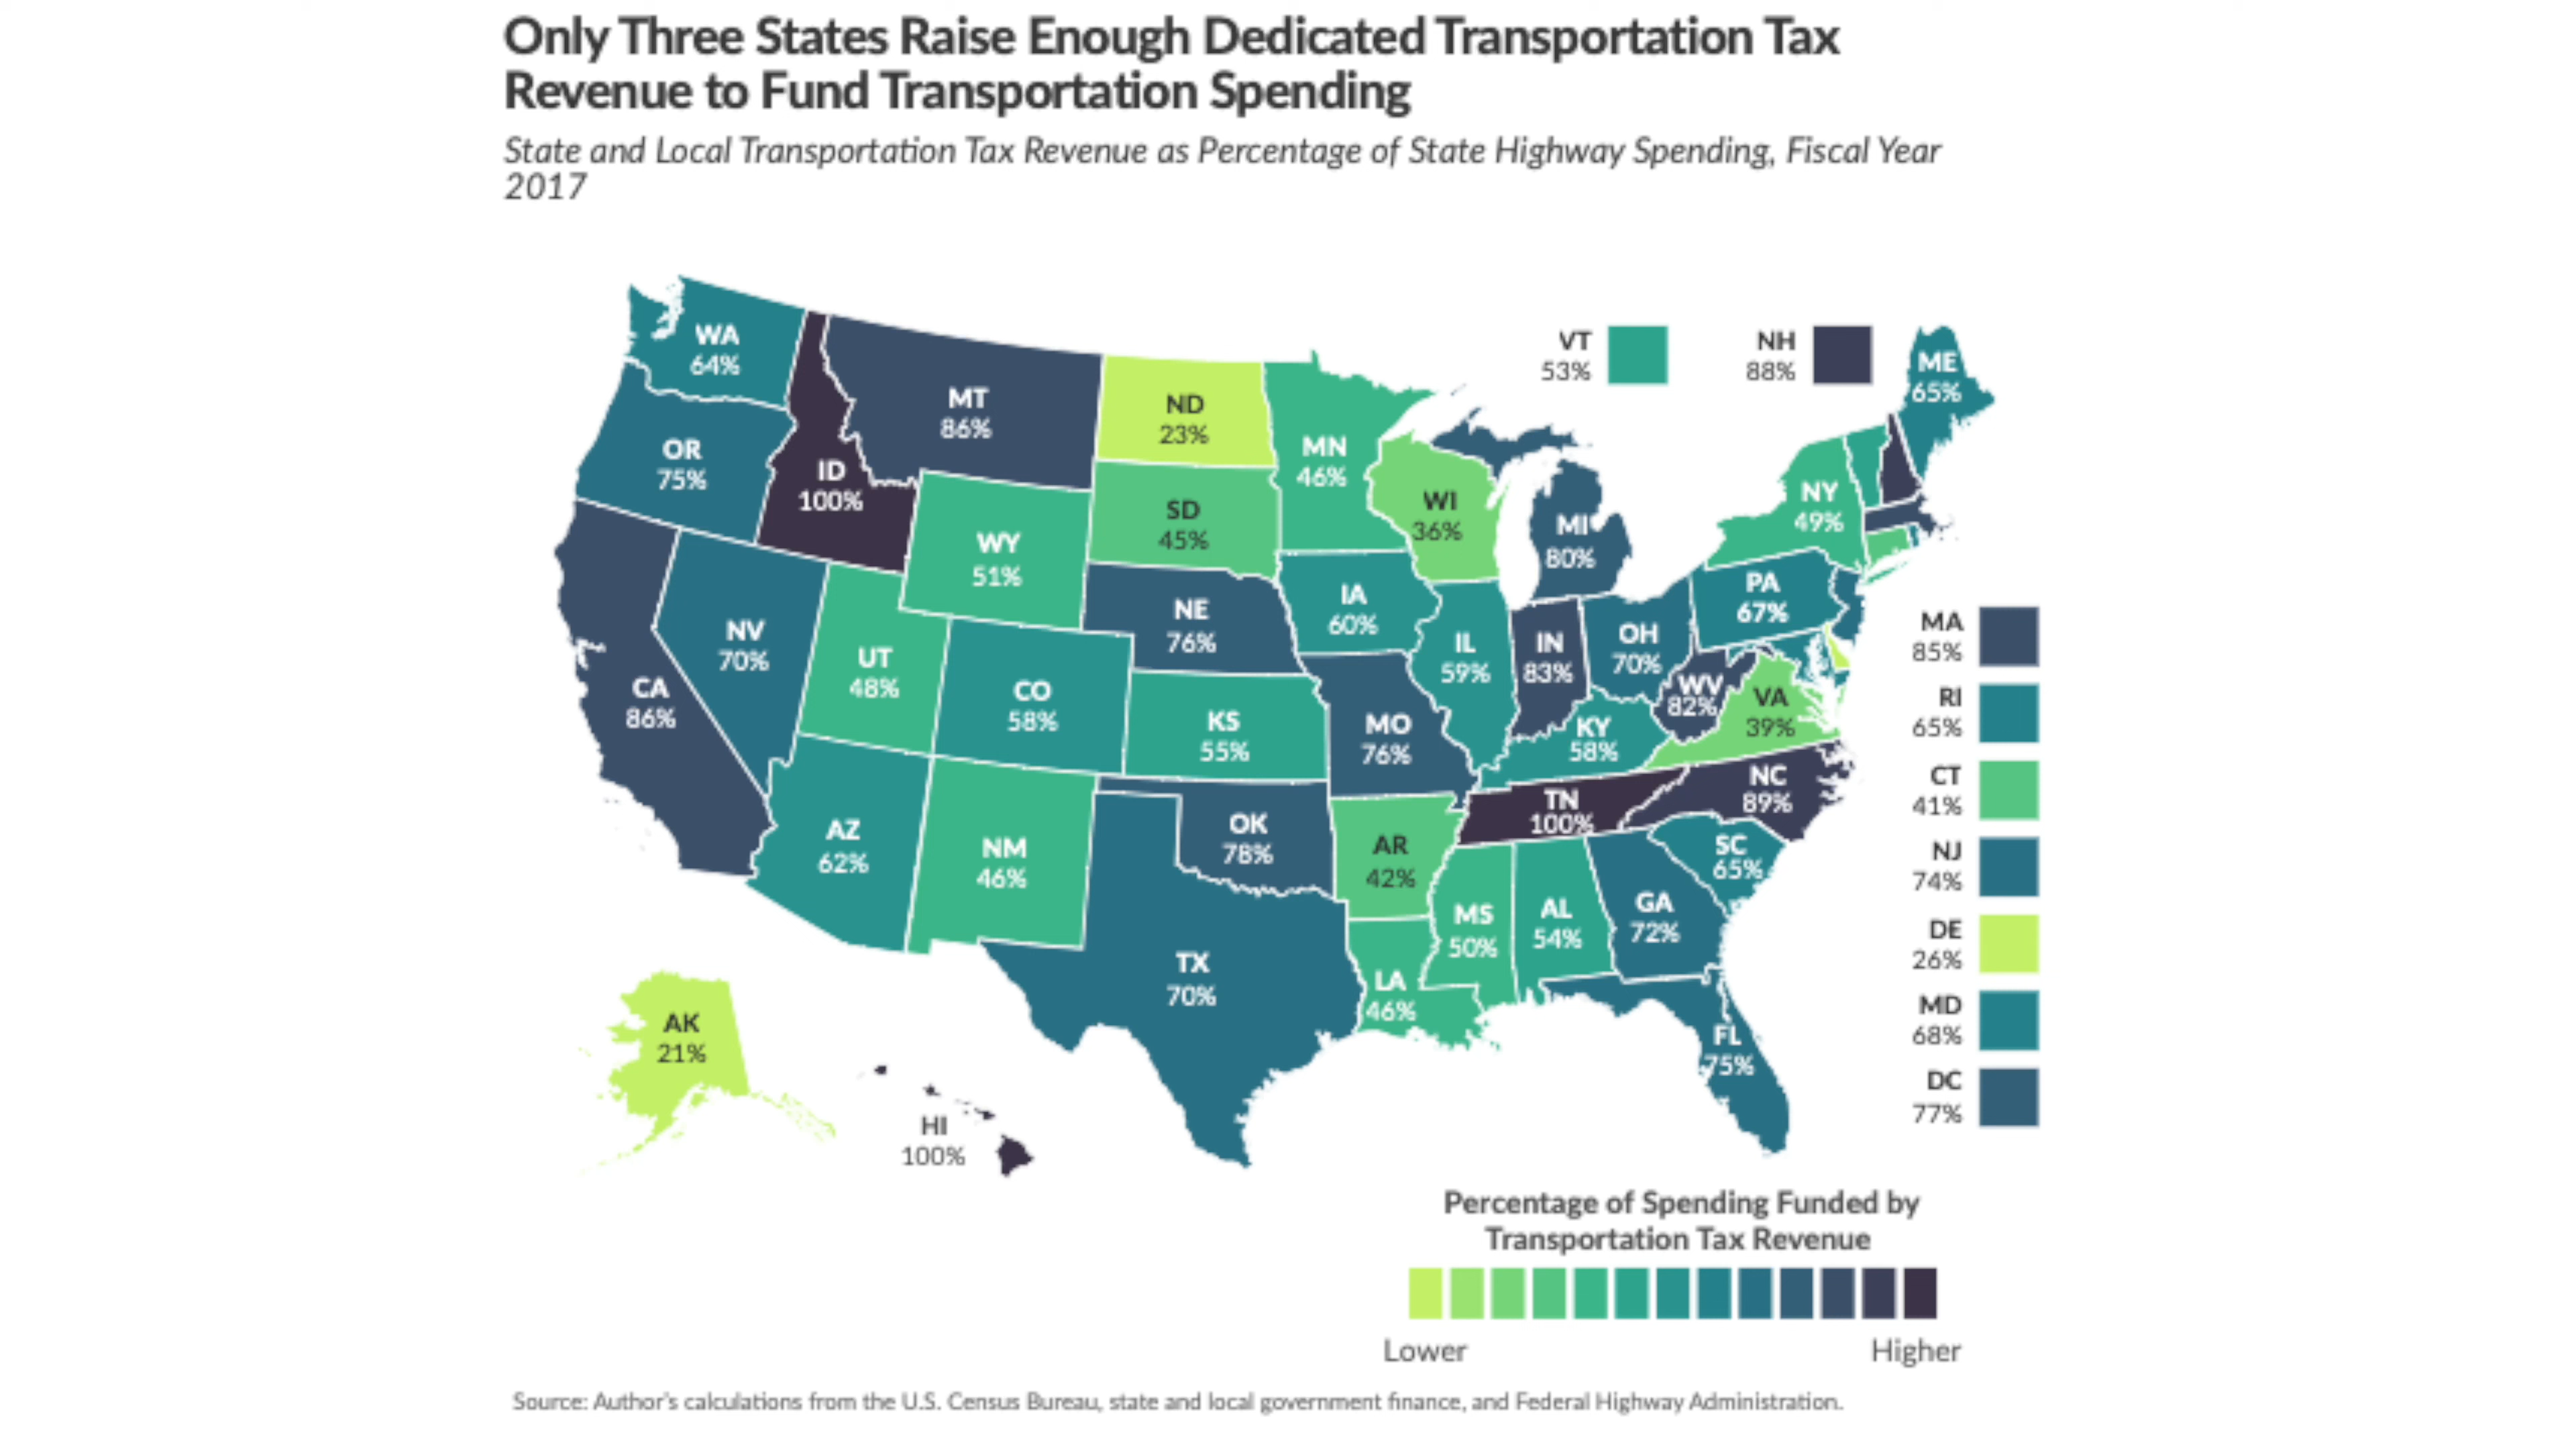 Only Three States Raise Enough Dedicated Transportation Tax
Revenue to Fund Transportation Spending
State and Local Transportation Tax Revenue as Percentage of State Highway Spending, Fiscal Year
2017
WA
64%
OR
75%
ID
100%
MT
86%
ND
23%
SD
45%
MN
46%
WI
36%
MI
80%
VT
53%
NH
88%
ME
65%
NY
49%
WY
51%
NE
76%
IA
60%
IL
59%
IN
83%
OH
70%
PA
67%
CA
86%
NV
70%
UT
48%
CO
58%
KS
55%
MO
76%
KY
58%
WV
82%
VA
39%
AZ
62%
NM
46%
OK
78%
AR
42%
TN
100%
NC
89%
SC
65%
TX
70%
LA
46%
MS
50%
AL
54%
GA
72%
FL
75%
AK
21%
HI
100%
MA
85%
RI
65%
CT
41%
NJ
74%
DE
26%
MD
68%
DC
77%
Percentage of Spending Funded by
Transportation Tax Revenue
Lower
Higher
Source: Author's calculations from the U.S. Census Bureau, state and local government finance, and Federal Highway Administration.